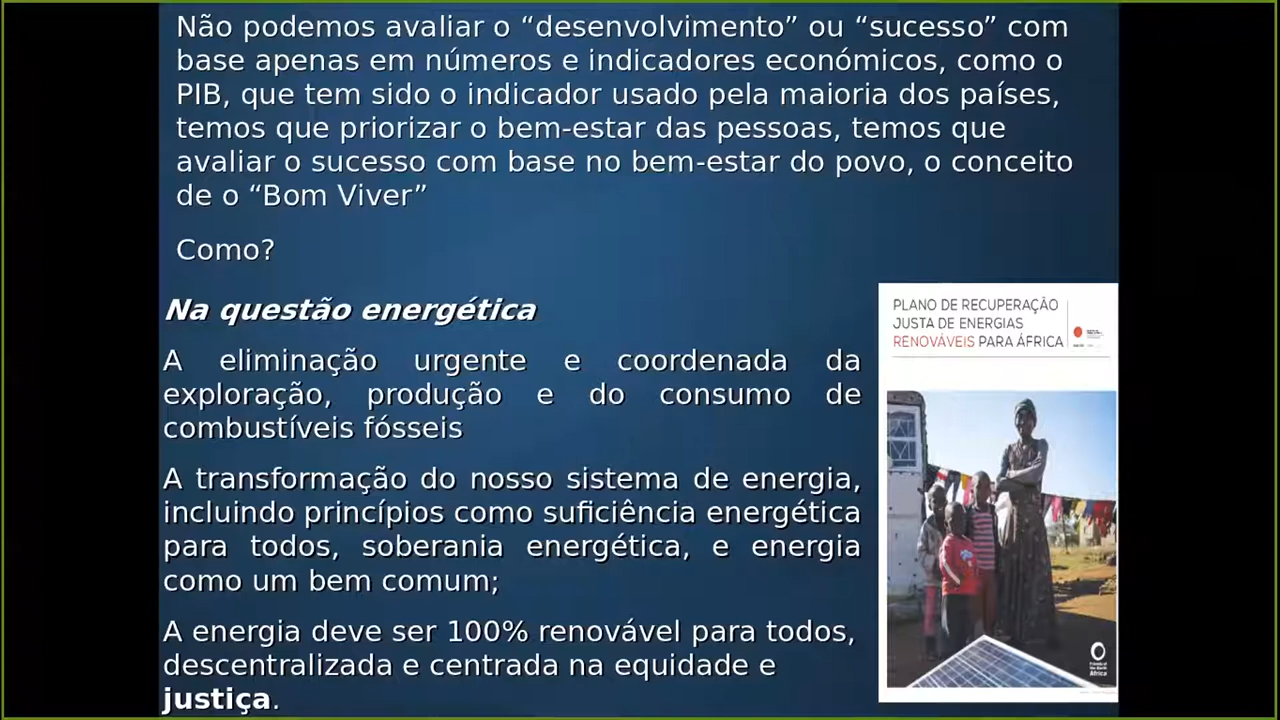 Não podemos avaliar o “desenvolvimento” ou “sucesso” com
base apenas em números e indicadores económicos, como o
PIB, que tem sido o indicador usado pela maioria dos países,
temos que priorizar o bem-estar das pessoas, temos que
avaliar o sucesso com base no bem-estar do povo, o conceito
de o “Bom Viver”
Como?
Na questão energética
A eliminação urgente e coordenada da
exploração, produção e do consumo de
combustíveis fósseis
A transformação do nosso sistema de energia,
incluindo princípios como suficiência energética
para todos, soberania energética, e energia
como um bem comum;
A energia deve ser 100% renovável para todos,
descentralizada e centrada na equidade e
justiça.
PLANO DE RECUPERAÇÃO
JUSTA DE ENERGIAS
RENOVÁVEIS PARA ÁFRICA
Friends of
the Earth
Africa